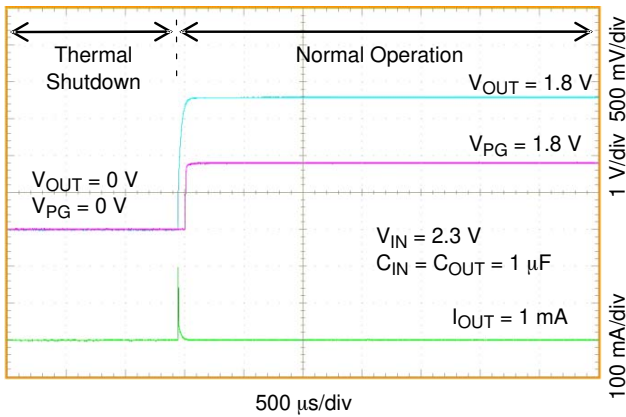 Thermal
Shutdown
Normal Operation
VOUT = 1.8 V
VPG = 1.8 V
VOUT = 0 V
VPG = 0 V
VIN = 2.3 V
CIN = COUT = 1 μF
IOUT = 1 mA
500 μs/div
500 mV/div
1 V/div
100 mA/div